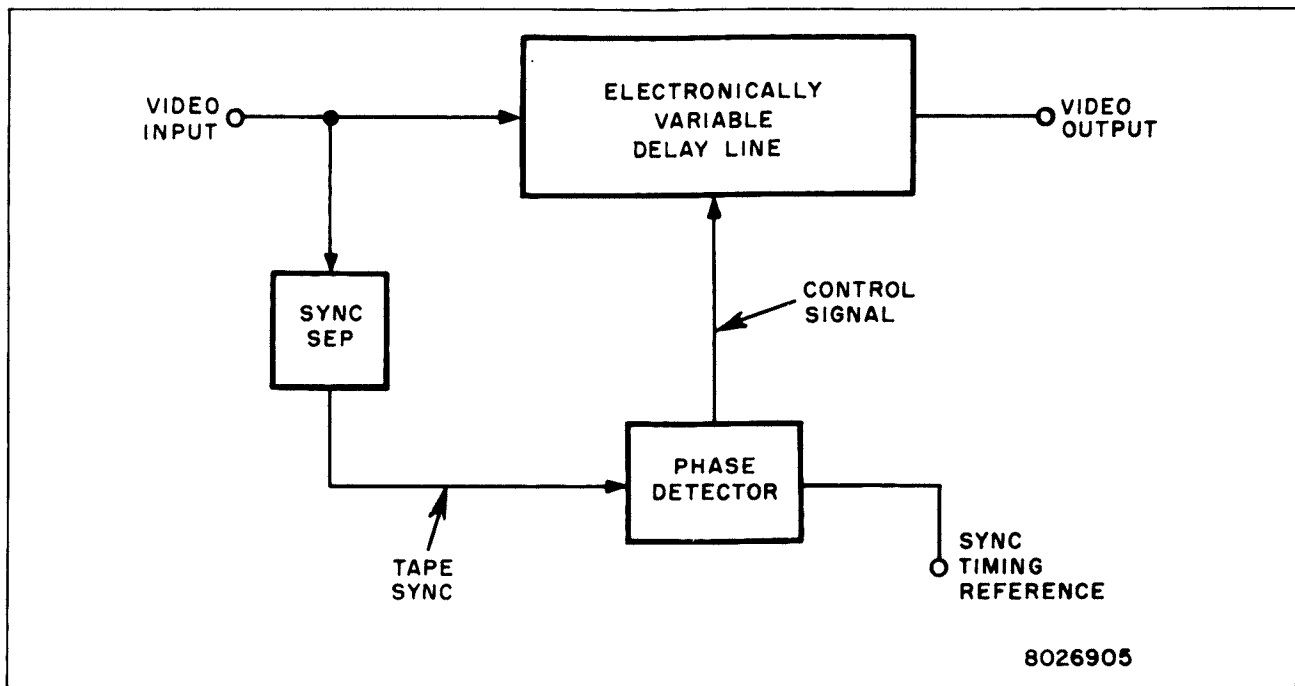 VIDEO
INPUT
ELECTRONICALLY
VARIABLE
DELAY LINE
VIDEO
OUTPUT
SYNC
SEP
CONTROL
SIGNAL
PHASE
DETECTOR
TAPE
SYNC
SYNC
TIMING
REFERENCE
8026905